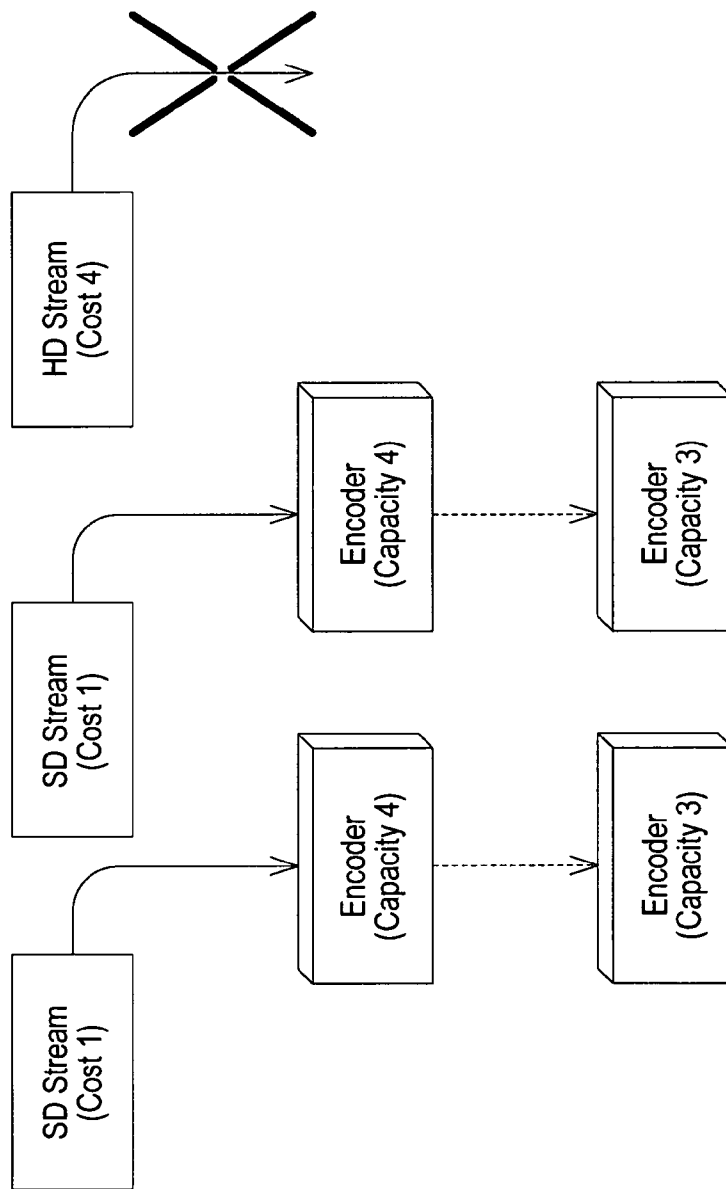 SD Stream
(Cost 1)
SD Stream
(Cost 1)
HD Stream
(Cost 4)
Encoder
(Capacity 4)
Encoder
(Capacity 4)
Encoder
(Capacity 3)
Encoder
(Capacity 3)